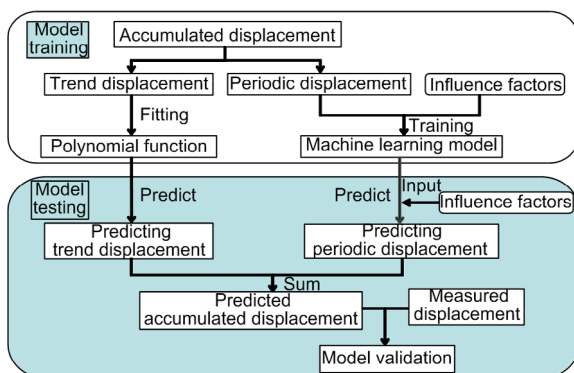 Model
training
Accumulated displacement
Trend displacement
Periodic displacement
Influence factors
Fitting
Training
Polynomial function
Machine learning model
Model
testing
Predict
Predict
Input
Influence factors
Predicting
trend displacement
Predicting
periodic displacement
Sum
Predicted
accumulated displacement
Measured
displacement
Model validation